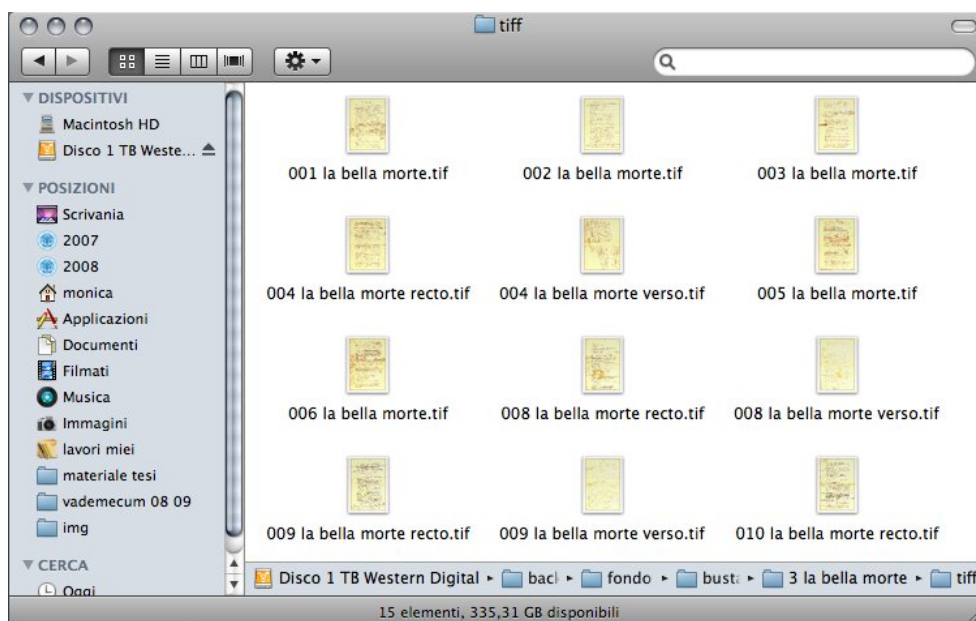 tiff
DISPOSITIVI
Macintosh HD
Disco 1 TB Weste...
POSIZIONI
Scrivania
2007
2008
monica
Applicazioni
Documenti
Filmati
Musica
Immagini
lavori miei
materiale tesi
vademecum 08 09
img
CERCA
Oggi
001 la bella morte.tif 002 la bella morte.tif 003 la bella morte.tif
004 la bella morte recto.tif 004 la bella morte verso.tif 005 la bella morte.tif
006 la bella morte.tif 008 la bella morte recto.tif 008 la bella morte verso.tif
009 la bella morte recto.tif 009 la bella morte verso.tif 010 la bella morte recto.tif
Disco 1 TB Western Digital ▸ back ▸ fondo ▸ busta ▸ 3 la bella morte ▸ tiff
15 elementi, 335,31 GB disponibili